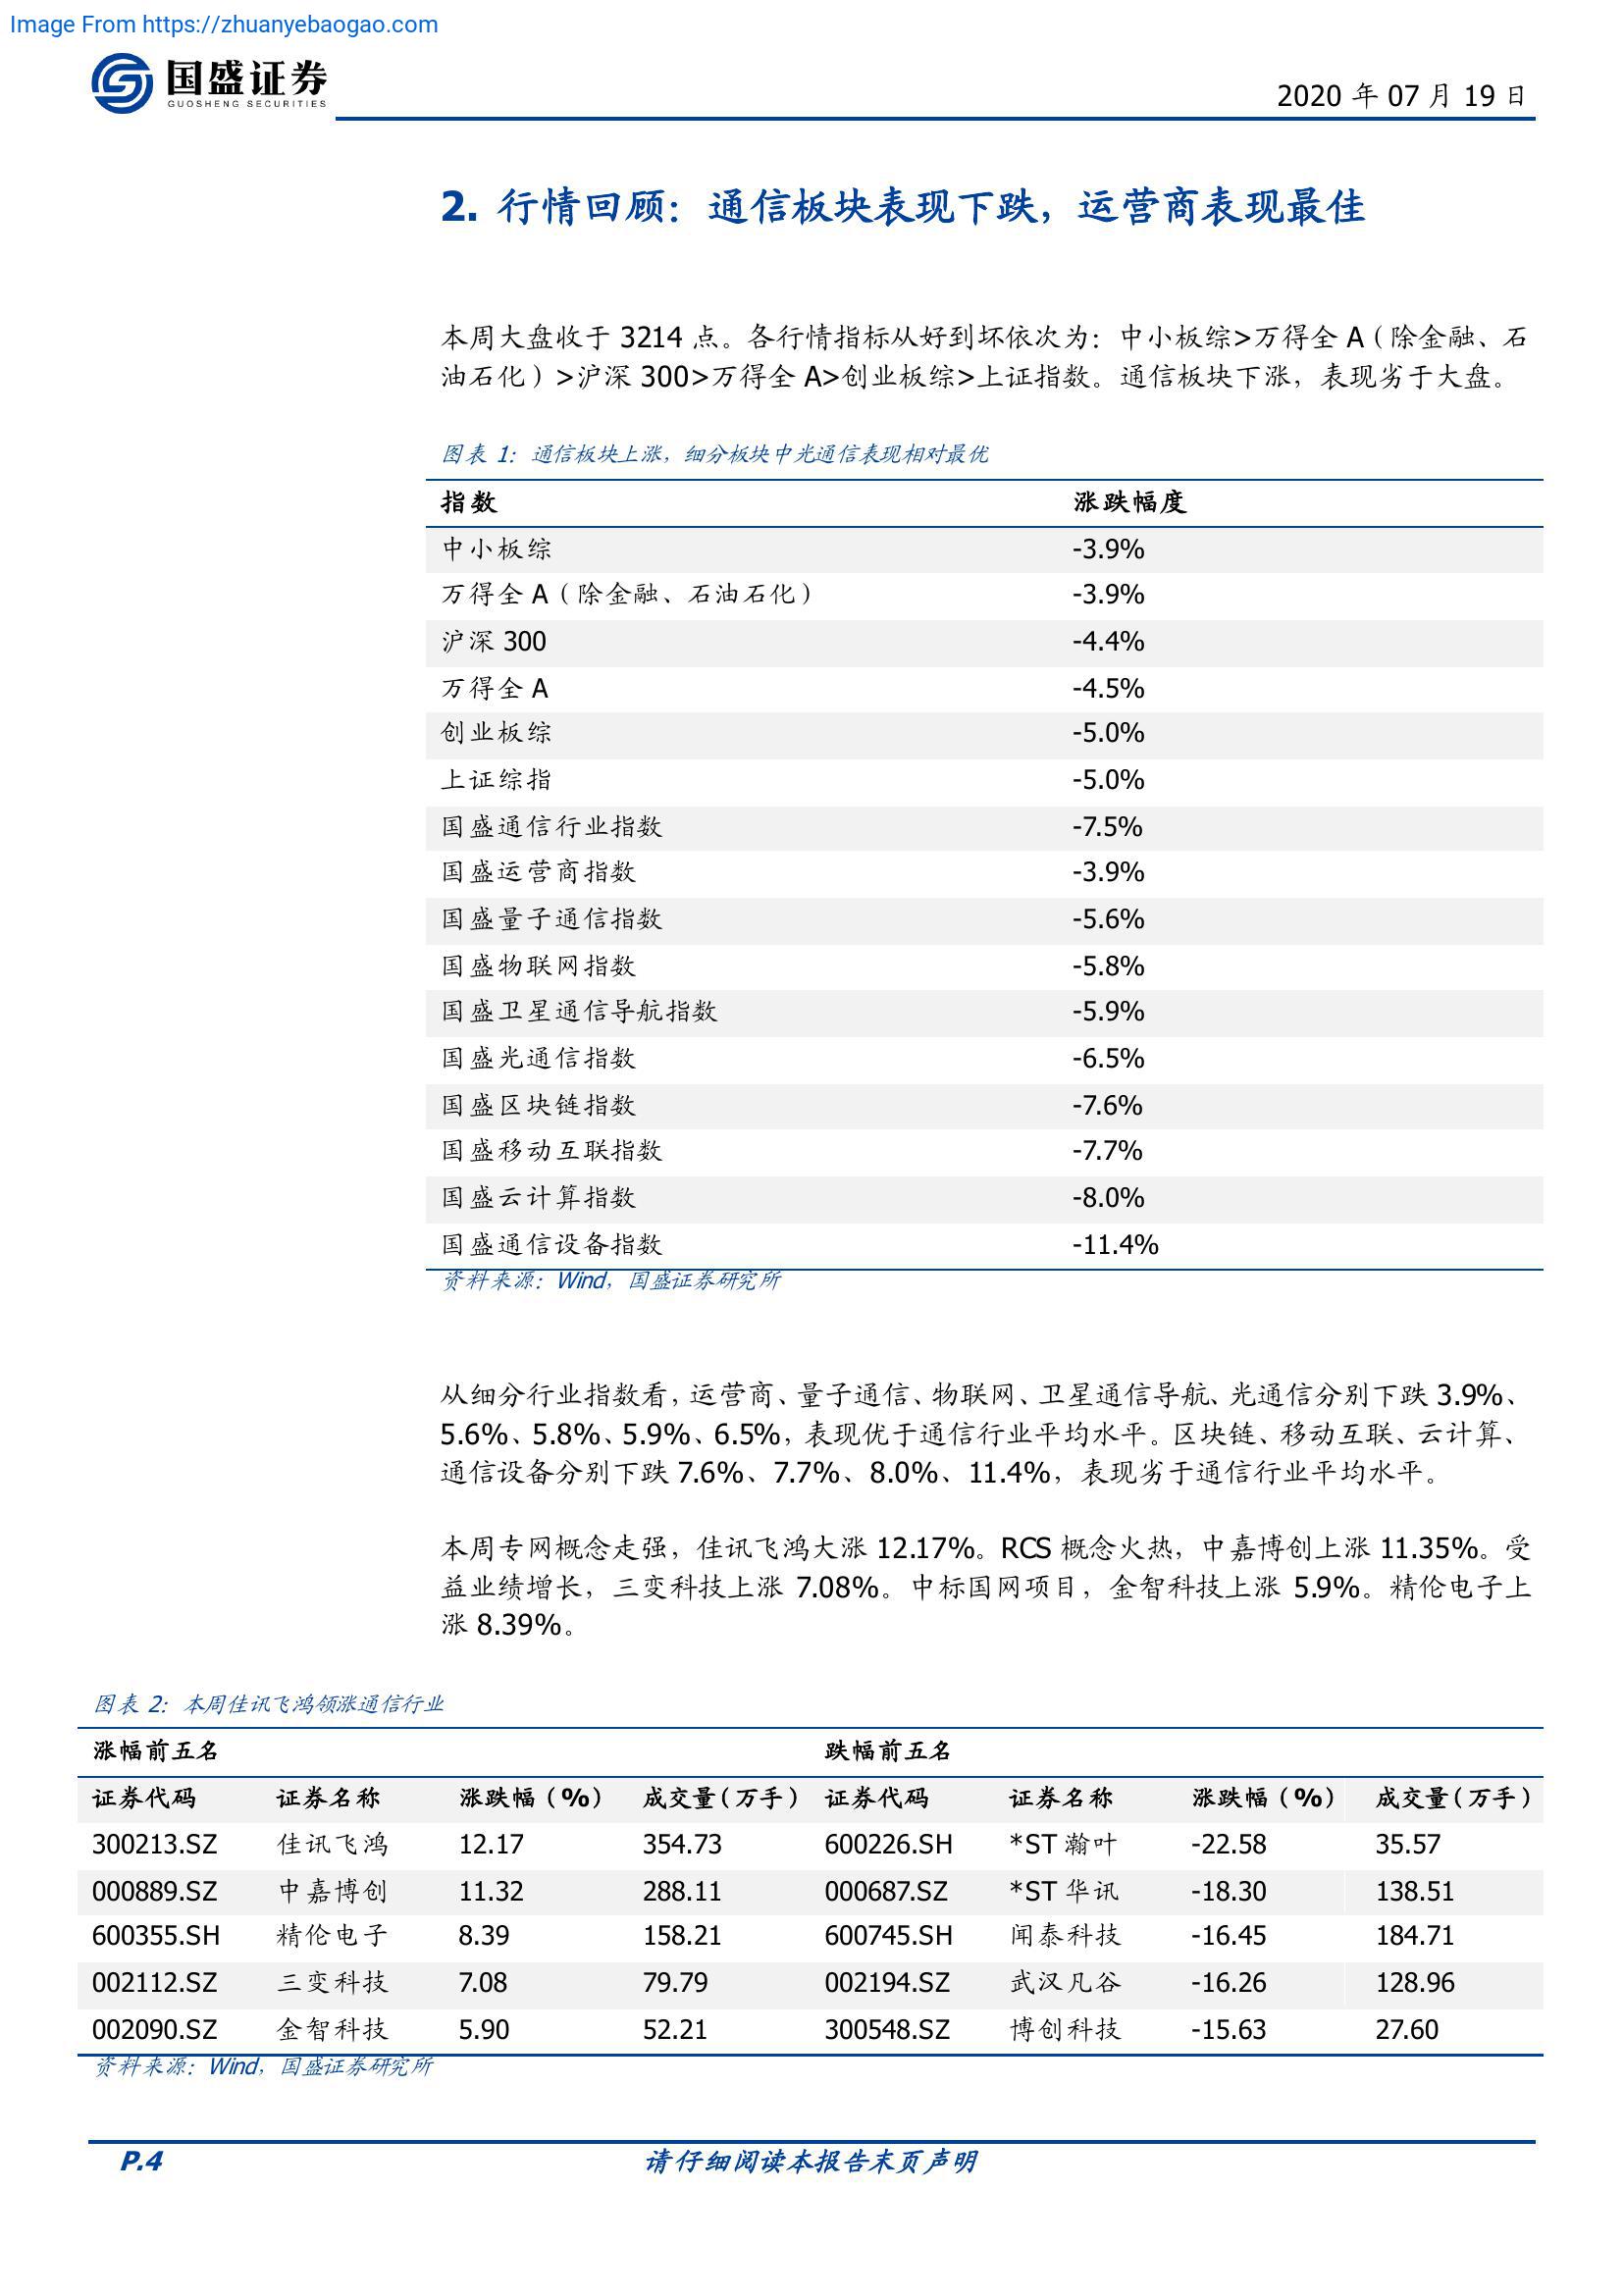 Image From https://zhuanyebaogao.com
国盛证券
GUOSHENG SECURITIES
2020 年 07 月 19 日
2. 行情回顾：通信板块表现下跌，运营商表现最佳
本周大盘收于 3214 点。各行情指标从好到坏依次为：中小板综>万得全 A（除金融、石
油石化）>沪深 300>万得全 A>创业板综>上证指数。通信板块下涨，表现劣于大盘。
图表 1：通信板块上涨，细分板块中光通信表现相对最优
指数 涨跌幅度
中小板综 -3.9%
万得全 A（除金融、石油石化） -3.9%
沪深 300 -4.4%
万得全 A -4.5%
创业板综 -5.0%
上证综指 -5.0%
国盛通信行业指数 -7.5%
国盛运营商指数 -3.9%
国盛量子通信指数 -5.6%
国盛物联网指数 -5.8%
国盛卫星通信导航指数 -5.9%
国盛光通信指数 -6.5%
国盛区块链指数 -7.6%
国盛移动互联指数 -7.7%
国盛云计算指数 -8.0%
国盛通信设备指数 -11.4%
资料来源：Wind，国盛证券研究所
从细分行业指数看，运营商、量子通信、物联网、卫星通信导航、光通信分别下跌 3.9%、
5.6%、5.8%、5.9%、6.5%，表现优于通信行业平均水平。区块链、移动互联、云计算、
通信设备分别下跌 7.6%、7.7%、8.0%、11.4%，表现劣于通信行业平均水平。
本周专网概念走强，佳讯飞鸿大涨 12.17%。RCS 概念火热，中嘉博创上涨 11.35%。受
益业绩增长，三变科技上涨 7.08%。中标国网项目，金智科技上涨 5.9%。精伦电子上
涨 8.39%。
图表 2：本周佳讯飞鸿领涨通信行业
涨幅前五名 跌幅前五名
证券代码 证券名称 涨跌幅（%） 成交量（万手） 证券代码 证券名称 涨跌幅（%） 成交量（万手）
300213.SZ 佳讯飞鸿 12.17 354.73 600226.SH *ST 瀚叶 -22.58 35.57
000889.SZ 中嘉博创 11.32 288.11 000687.SZ *ST 华讯 -18.30 138.51
600355.SH 精伦电子 8.39 158.21 600745.SH 闻泰科技 -16.45 184.71
002112.SZ 三变科技 7.08 79.79 002194.SZ 武汉凡谷 -16.26 128.96
002090.SZ 金智科技 5.90 52.21 300548.SZ 博创科技 -15.63 27.60
资料来源：Wind，国盛证券研究所
P.4 请仔细阅读本报告末页声明